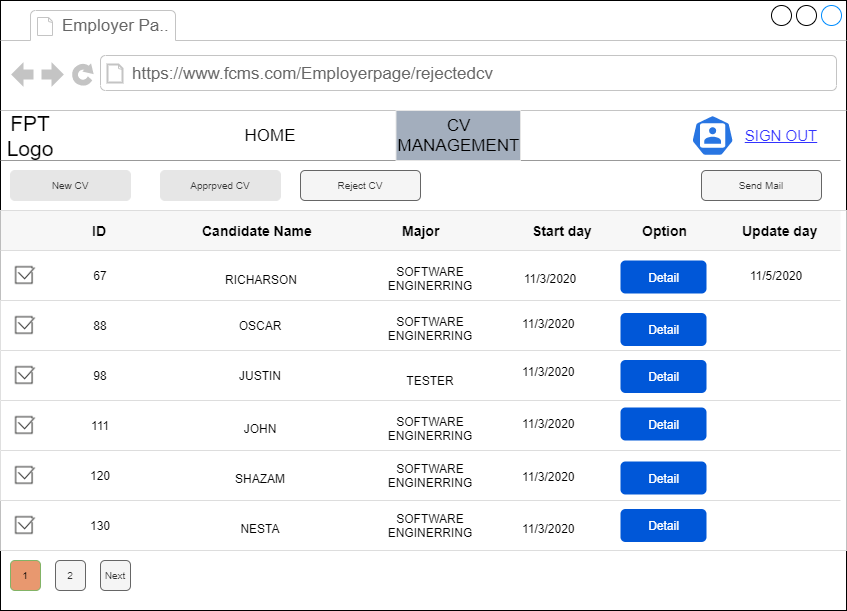 Employer Pa..
https://www.fcms.com/Employerpage/rejectedcv
FPT
Logo
HOME
CV
MANAGEMENT
SIGN OUT
New CV
Apprpved CV
Reject CV
Send Mail
ID Candidate Name Major Start day Option Update day
67 RICHARSON SOFTWARE
ENGINERRING 11/3/2020 Detail 11/5/2020
88 OSCAR SOFTWARE
ENGINERRING 11/3/2020 Detail
98 JUSTIN TESTER 11/3/2020 Detail
111 JOHN SOFTWARE
ENGINERRING 11/3/2020 Detail
120 SHAZAM SOFTWARE
ENGINERRING 11/3/2020 Detail
130 NESTA SOFTWARE
ENGINERRING 11/3/2020 Detail
1 2 Next